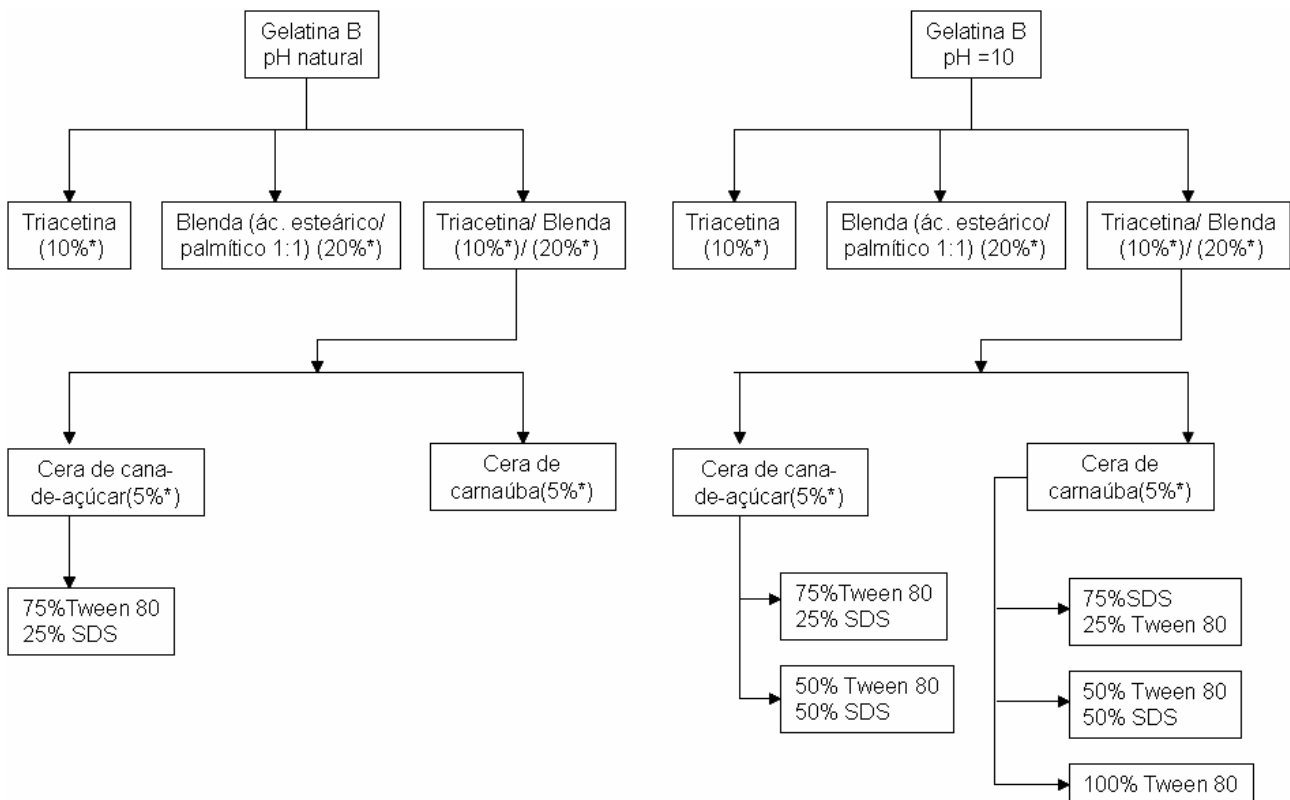 Gelatina B
pH natural
Gelatina B
pH =10
Triacetina
(10%*)
Blenda (ác. esteárico/
palmítico 1:1) (20%*)
Triacetina/ Blenda
(10%*)/ (20%*)
Triacetina
(10%*)
Blenda (ác. esteárico/
palmítico 1:1) (20%*)
Triacetina/ Blenda
(10%*)/ (20%*)
Cera de cana-
de-açúcar(5%*)
Cera de
carnaúba(5%*)
Cera de cana-
de-açúcar(5%*)
Cera de
carnaúba(5%*)
75%Tween 80
25% SDS
75%Tween 80
25% SDS
50% Tween 80
50% SDS
75%SDS
25% Tween 80
50% Tween 80
50% SDS
100% Tween 80